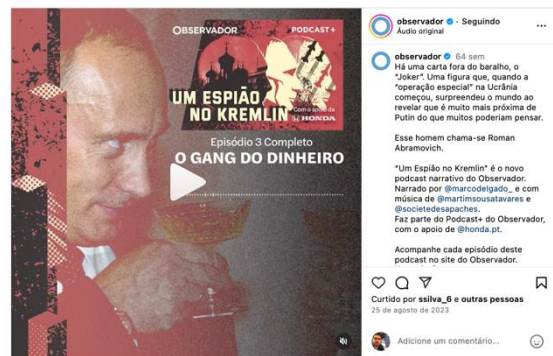 OBSERVADOR
PODCAST+
UM ESPIÃO
NO KREMLIN
Com o apoio da
HONDA
Episódio 3 Completo
O GANG DO DINHEIRO
observador • Seguindo
Áudio original
observador 64 sem
Há uma carta fora do baralho, o
"Joker". Uma figura que, quando a
"operação especial" na Ucrânia
começou, surpreendeu o mundo ao
revelar que é muito mais próxima de
Putin do que muitos poderiam pensar.
Esse homem chama-se Roman
Abramovich.
"Um Espião no Kremlin" é o novo
podcast narrativo do Observador.
Narrado por @marcodelgado_ e com
música de @martimsousatavares e
@societedesapaches.
Faz parte do Podcast+ do Observador,
com o apoio de @honda.pt.
Acompanhe cada episódio deste
podcast no site do Observador.
Curtido por ssilva_6 e outras pessoas
25 de agosto de 2023
Adicione um comentário...